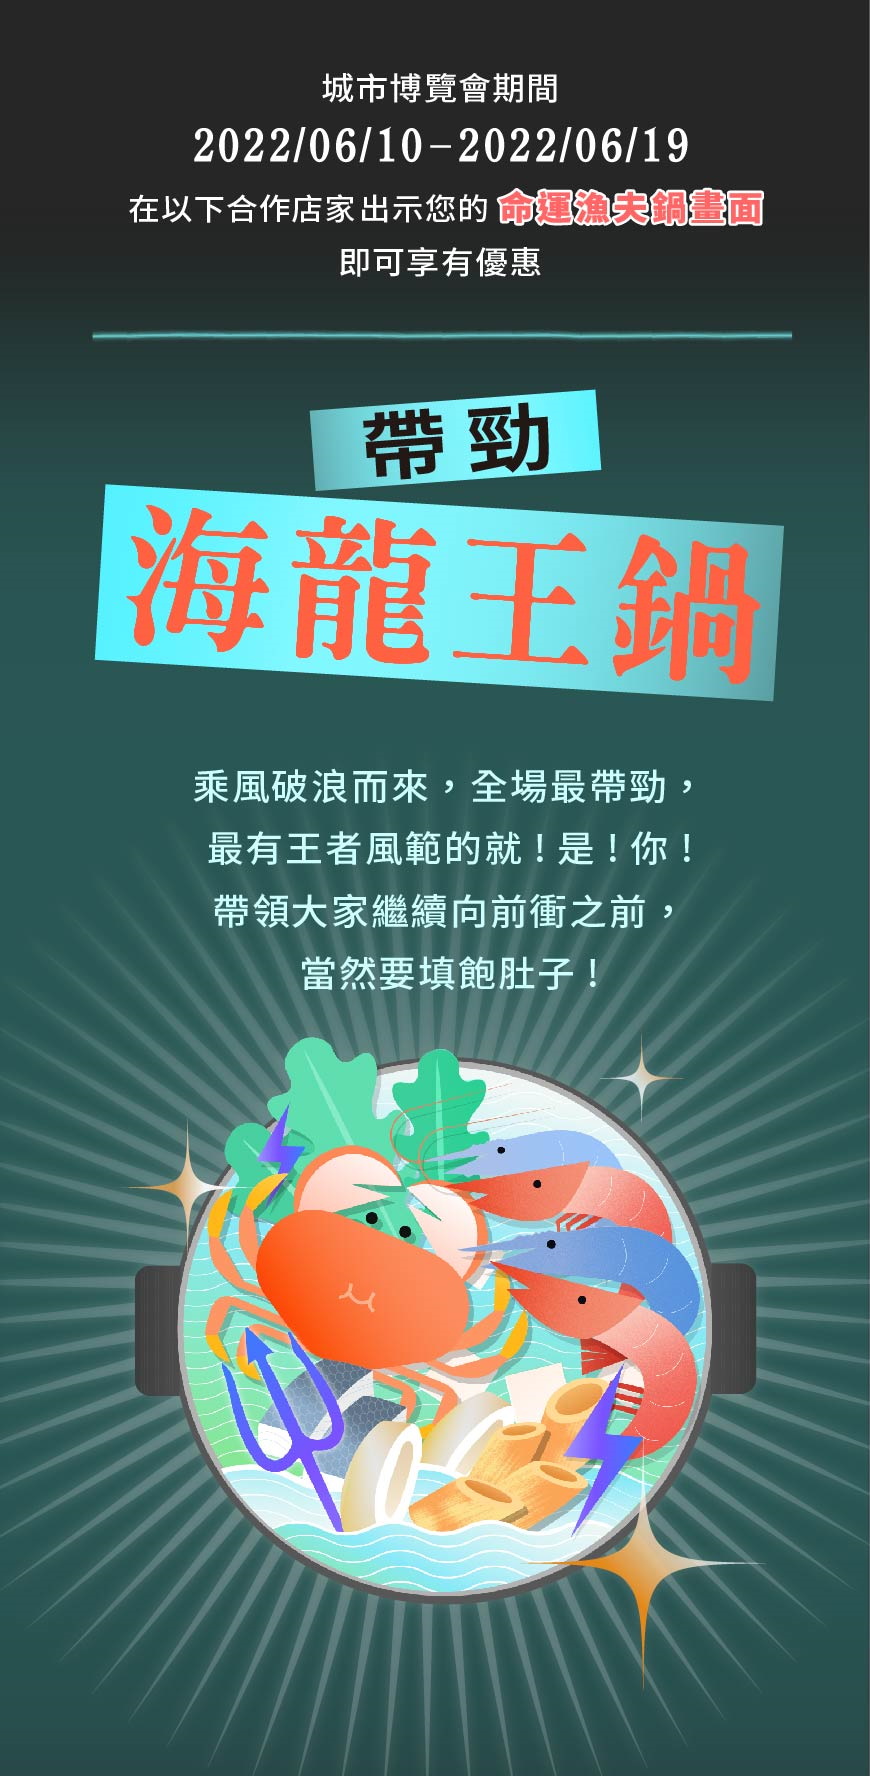 城市博覽會期間
2022/06/10–2022/06/19
在以下合作店家出示您的 命運漁夫鍋畫面
即可享有優惠
帶勁
海龍王鍋
乘風破浪而來，全場最帶勁，
最有王者風範的就！是！你！
帶領大家繼續向前衝之前，
當然要填飽肚子！